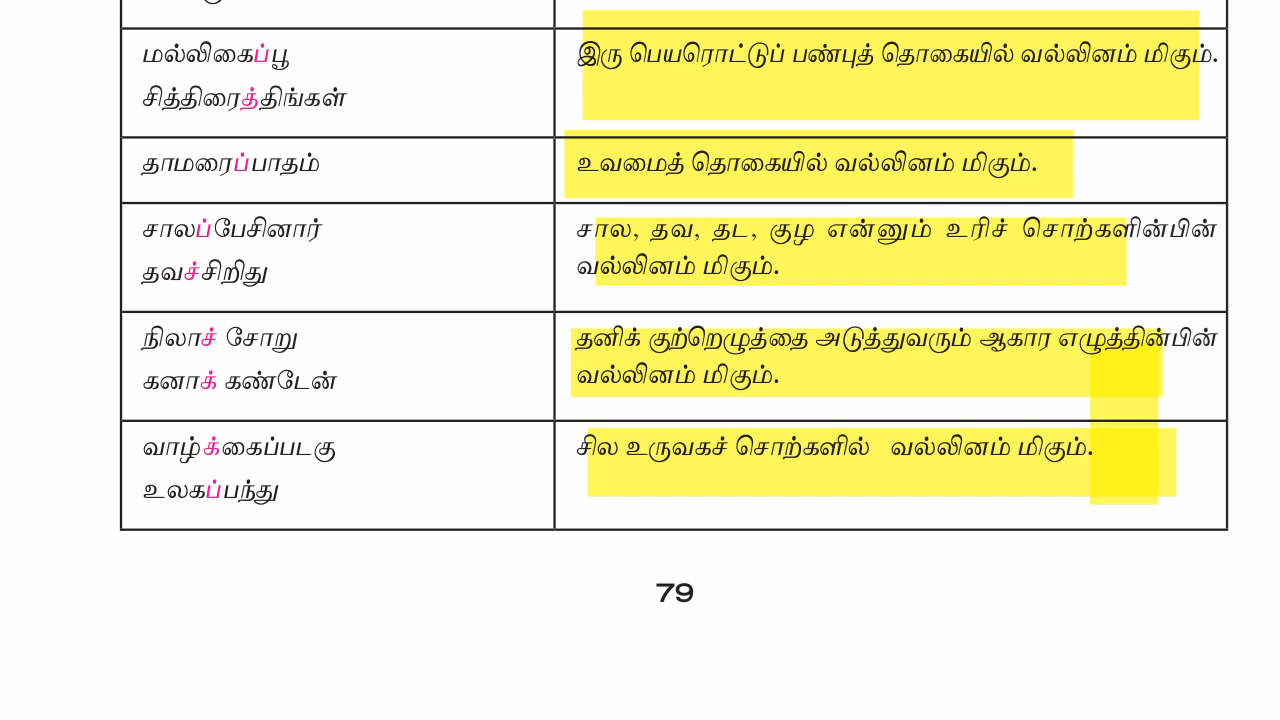 மல்லிகைப்பூ
சித்திரைத்திங்கள்
இரு பெயரொட்டுப் பண்புத் தொகையில் வல்லினம் மிகும்.
தாமரைப்பாதம்
உவமைத் தொகையில் வல்லினம் மிகும்.
சாலப்பேசினார்
தவச்சிறிது
சால, தவ, தட, குழ என்னும் உரிச் சொற்களின்பின்
வல்லினம் மிகும்.
நிலாச் சோறு
கனாக் கண்டேன்
தனிக் குற்றெழுத்தை அடுத்துவரும் ஆகார எழுத்தின்பின்
வல்லினம் மிகும்.
வாழ்க்கைப்படகு
உலகப்பந்து
சில உருவகச் சொற்களில் வல்லினம் மிகும்.
79